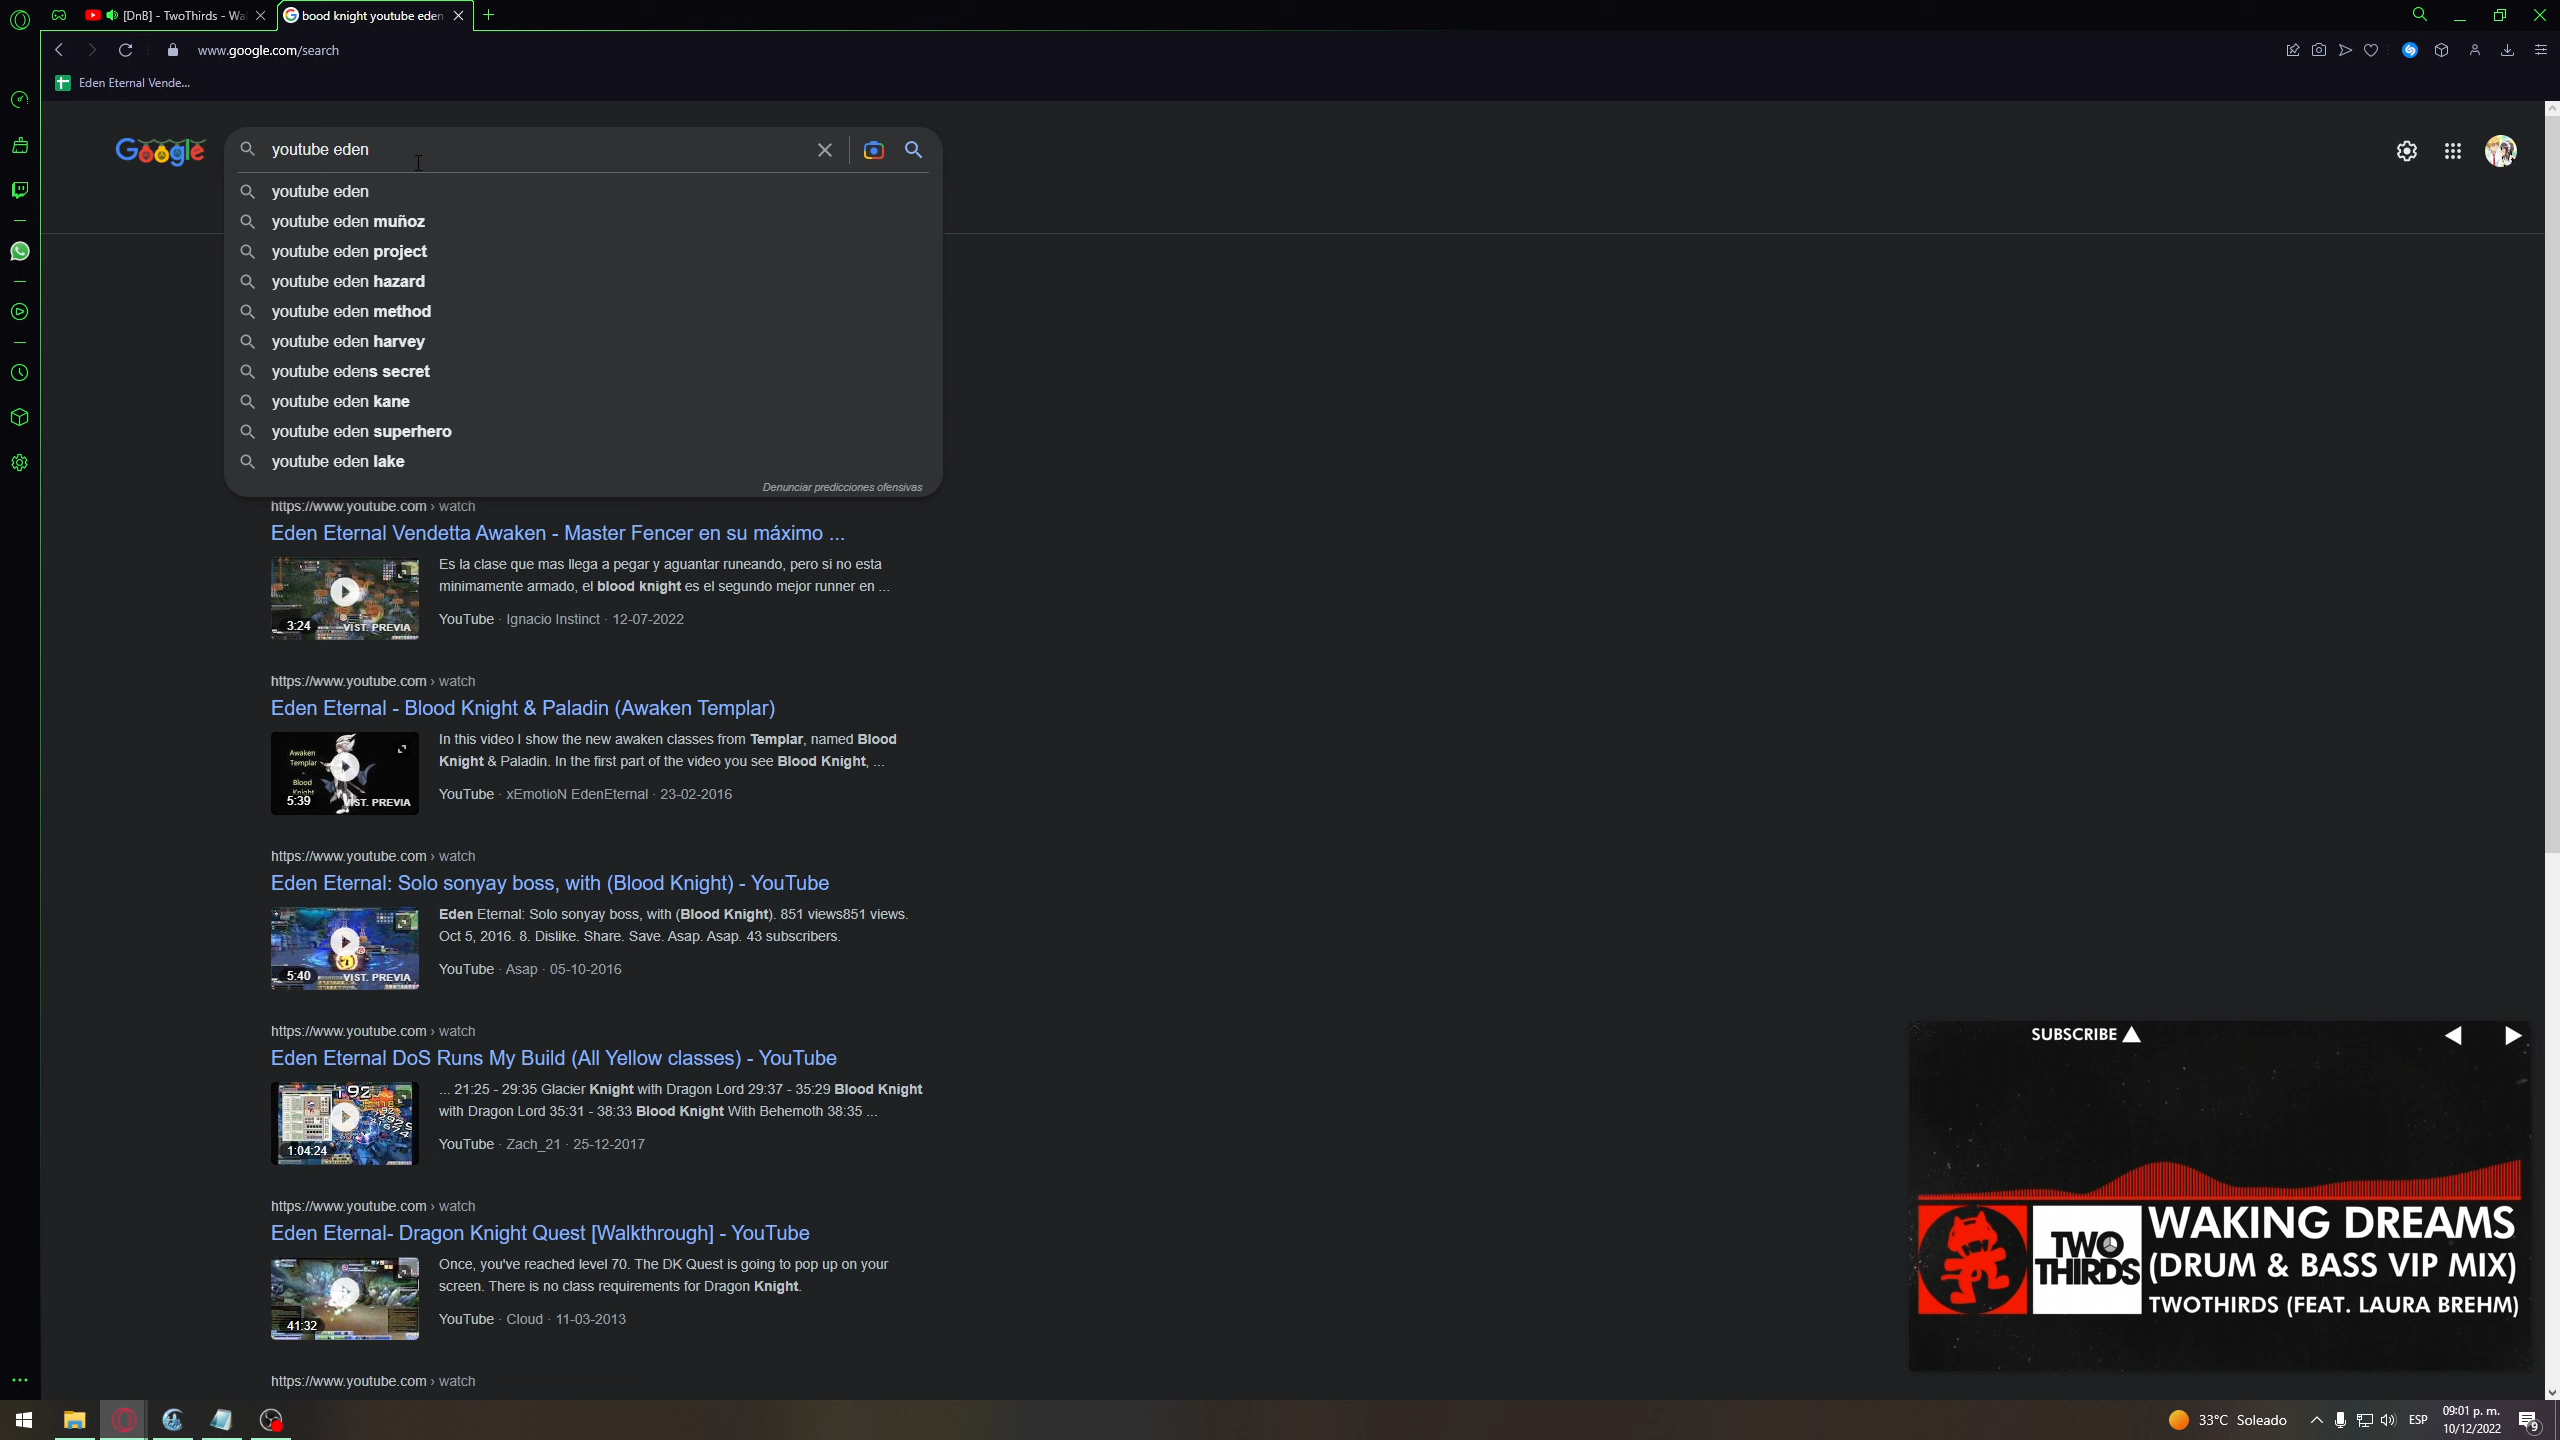 [DnB] - TwoThirds - Wa
bood knight youtube eden
www.google.com/search
Eden Eternal Vende...
Google
youtube eden
youtube eden
youtube eden muñoz
youtube eden project
youtube eden hazard
youtube eden method
youtube eden harvey
youtube edens secret
youtube eden kane
youtube eden superhero
youtube eden lake
Denunciar predicciones ofensivas
https://www.youtube.com › watch
Eden Eternal Vendetta Awaken - Master Fencer en su máximo ...
Es la clase que mas llega a pegar y aguantar runeando, pero si no esta
minimamente armado, el blood knight es el segundo mejor runner en ...
3:24
VIST. PREVIA
YouTube · Ignacio Instinct · 12-07-2022
https://www.youtube.com › watch
Eden Eternal - Blood Knight & Paladin (Awaken Templar)
Awaken
Templar
Blood
Knight
5:39
VIST. PREVIA
In this video I show the new awaken classes from Templar, named Blood
Knight & Paladin. In the first part of the video you see Blood Knight, ...
YouTube · xEmotioN EdenEternal · 23-02-2016
https://www.youtube.com › watch
Eden Eternal: Solo sonyay boss, with (Blood Knight) - YouTube
5:40
VIST. PREVIA
Eden Eternal: Solo sonyay boss, with (Blood Knight). 851 views851 views.
Oct 5, 2016. 8. Dislike. Share. Save. Asap. Asap. 43 subscribers.
YouTube · Asap · 05-10-2016
https://www.youtube.com › watch
Eden Eternal DoS Runs My Build (All Yellow classes) - YouTube
1:04:24
... 21:25 - 29:35 Glacier Knight with Dragon Lord 29:37 - 35:29 Blood Knight
with Dragon Lord 35:31 - 38:33 Blood Knight With Behemoth 38:35 ...
YouTube · Zach_21 · 25-12-2017
https://www.youtube.com › watch
Eden Eternal- Dragon Knight Quest [Walkthrough] - YouTube
41:32
Once, you've reached level 70. The DK Quest is going to pop up on your
screen. There is no class requirements for Dragon Knight.
YouTube · Cloud · 11-03-2013
https://www.youtube.com › watch
SUBSCRIBE
TWO
THIRDS
WAKING DREAMS
(DRUM & BASS VIP MIX)
TWOTHIRDS (FEAT. LAURA BREHM)
33°C Soleado
ESP
09:01 p. m.
10/12/2022
9